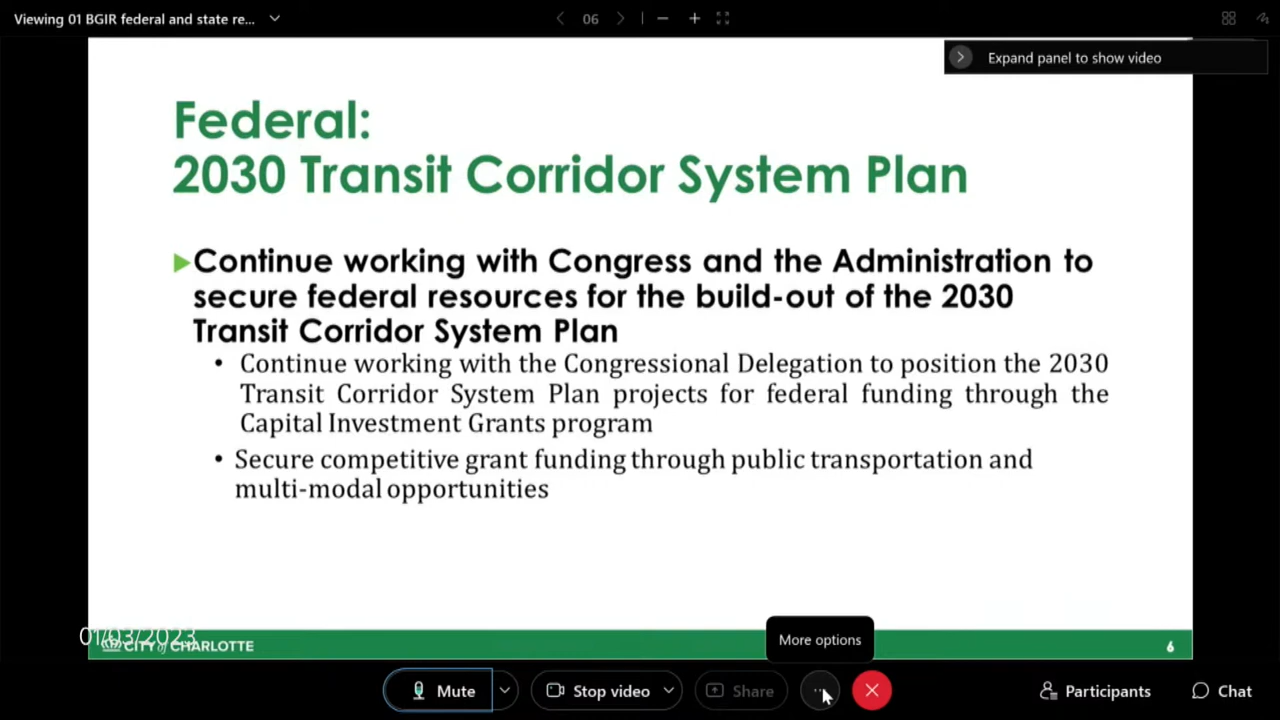 Viewing 01 BGIR federal and state re...
06
Expand panel to show video
Federal:
2030 Transit Corridor System Plan
Continue working with Congress and the Administration to
secure federal resources for the build-out of the 2030
Transit Corridor System Plan
• Continue working with the Congressional Delegation to position the 2030
Transit Corridor System Plan projects for federal funding through the
Capital Investment Grants program
• Secure competitive grant funding through public transportation and
multi-modal opportunities
More options
01/03/2023
CITY of CHARLOTTE
6
Mute
Stop video
Share
Participants
Chat